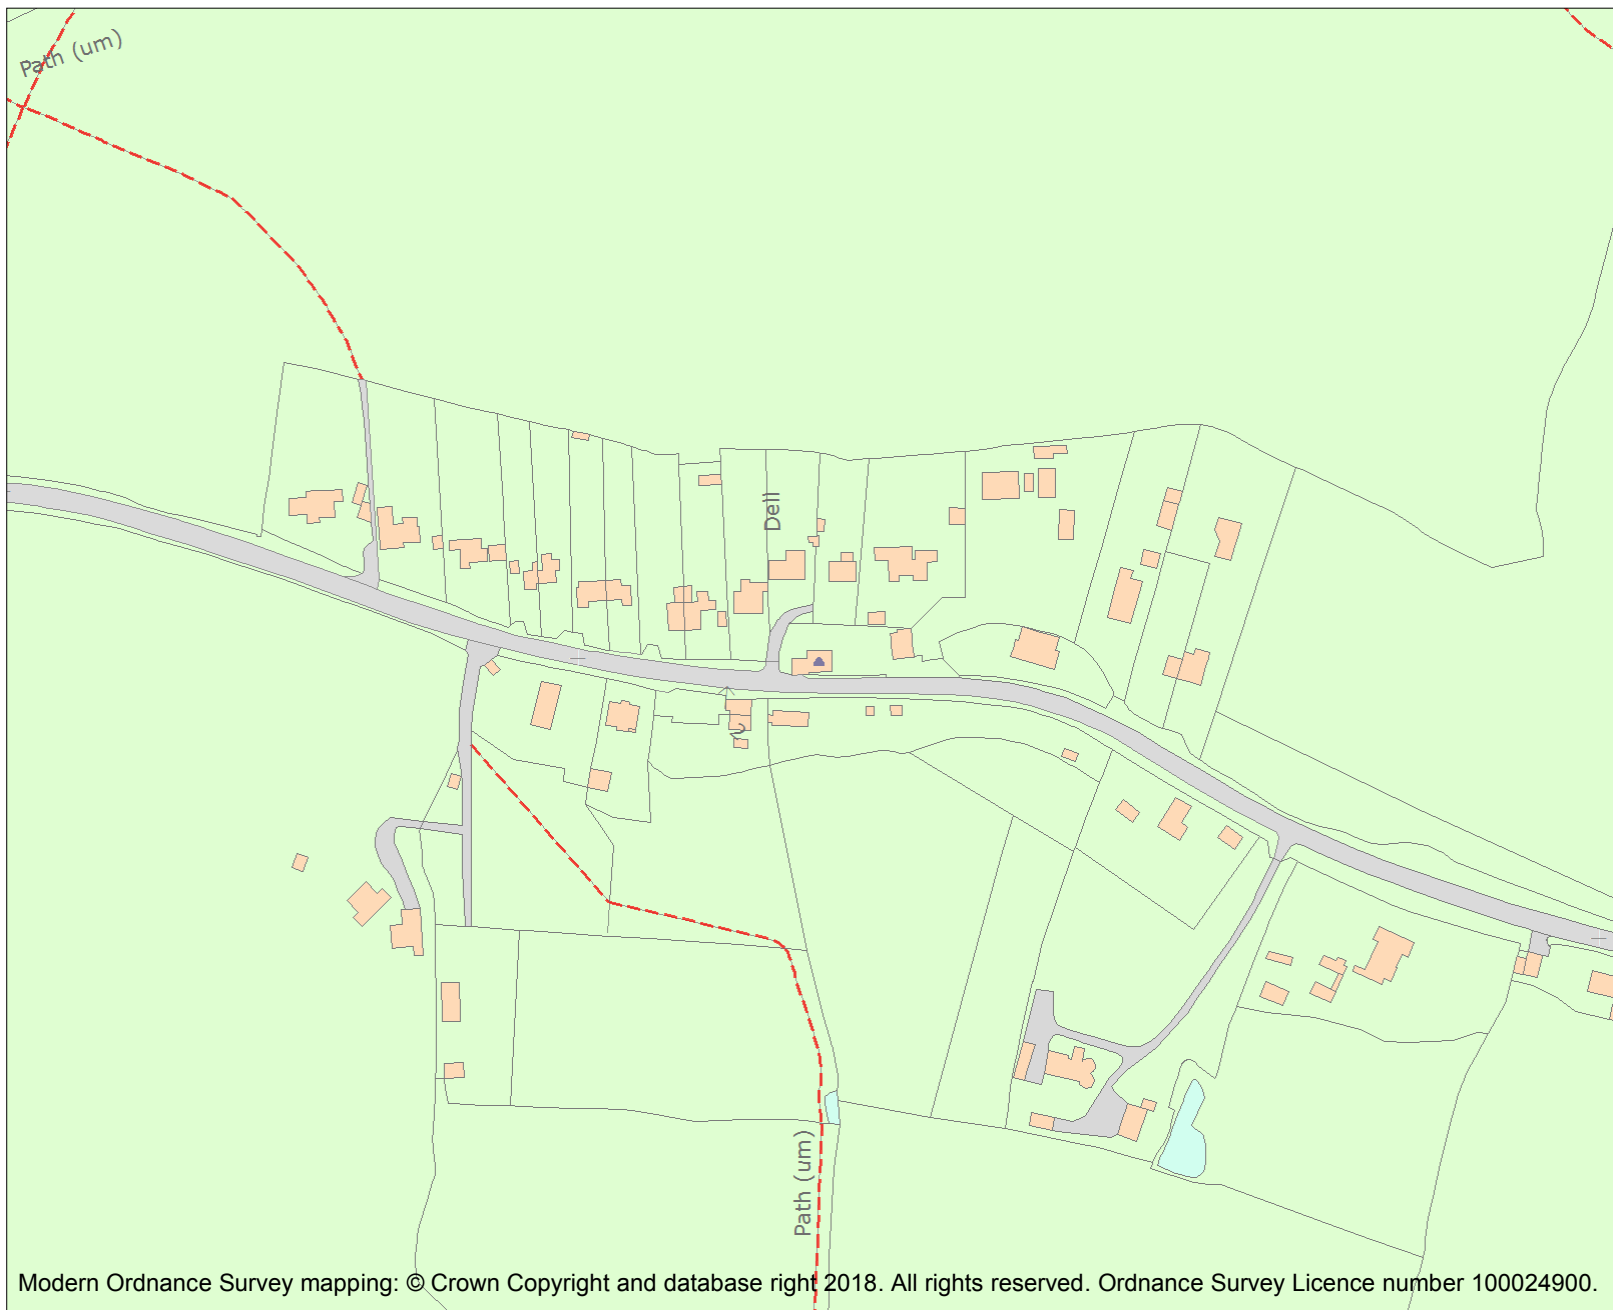 Path (um)
Dell
Path (um)
Modern Ordnance Survey mapping: © Crown Copyright and database right 2018. All rights reserved. Ordnance Survey Licence number 100024900.